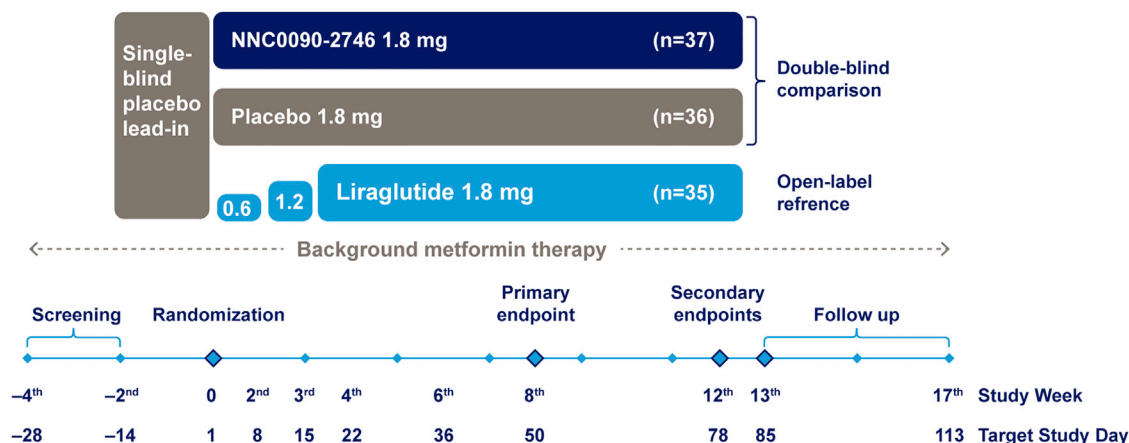 Single-
blind
placebo
lead-in
NNC0090-2746 1.8 mg (n=37)
Placebo 1.8 mg (n=36)
Double-blind
comparison
0.6 1.2 Liraglutide 1.8 mg (n=35)
Open-label
refrence
Background metformin therapy
Screening
Randomization
Primary
endpoint
Secondary
endpoints
Follow up
–4th –2nd 0 2nd 3rd 4th 6th 8th 12th 13th 17th Study Week
–28 –14 1 8 15 22 36 50 78 85 113 Target Study Day